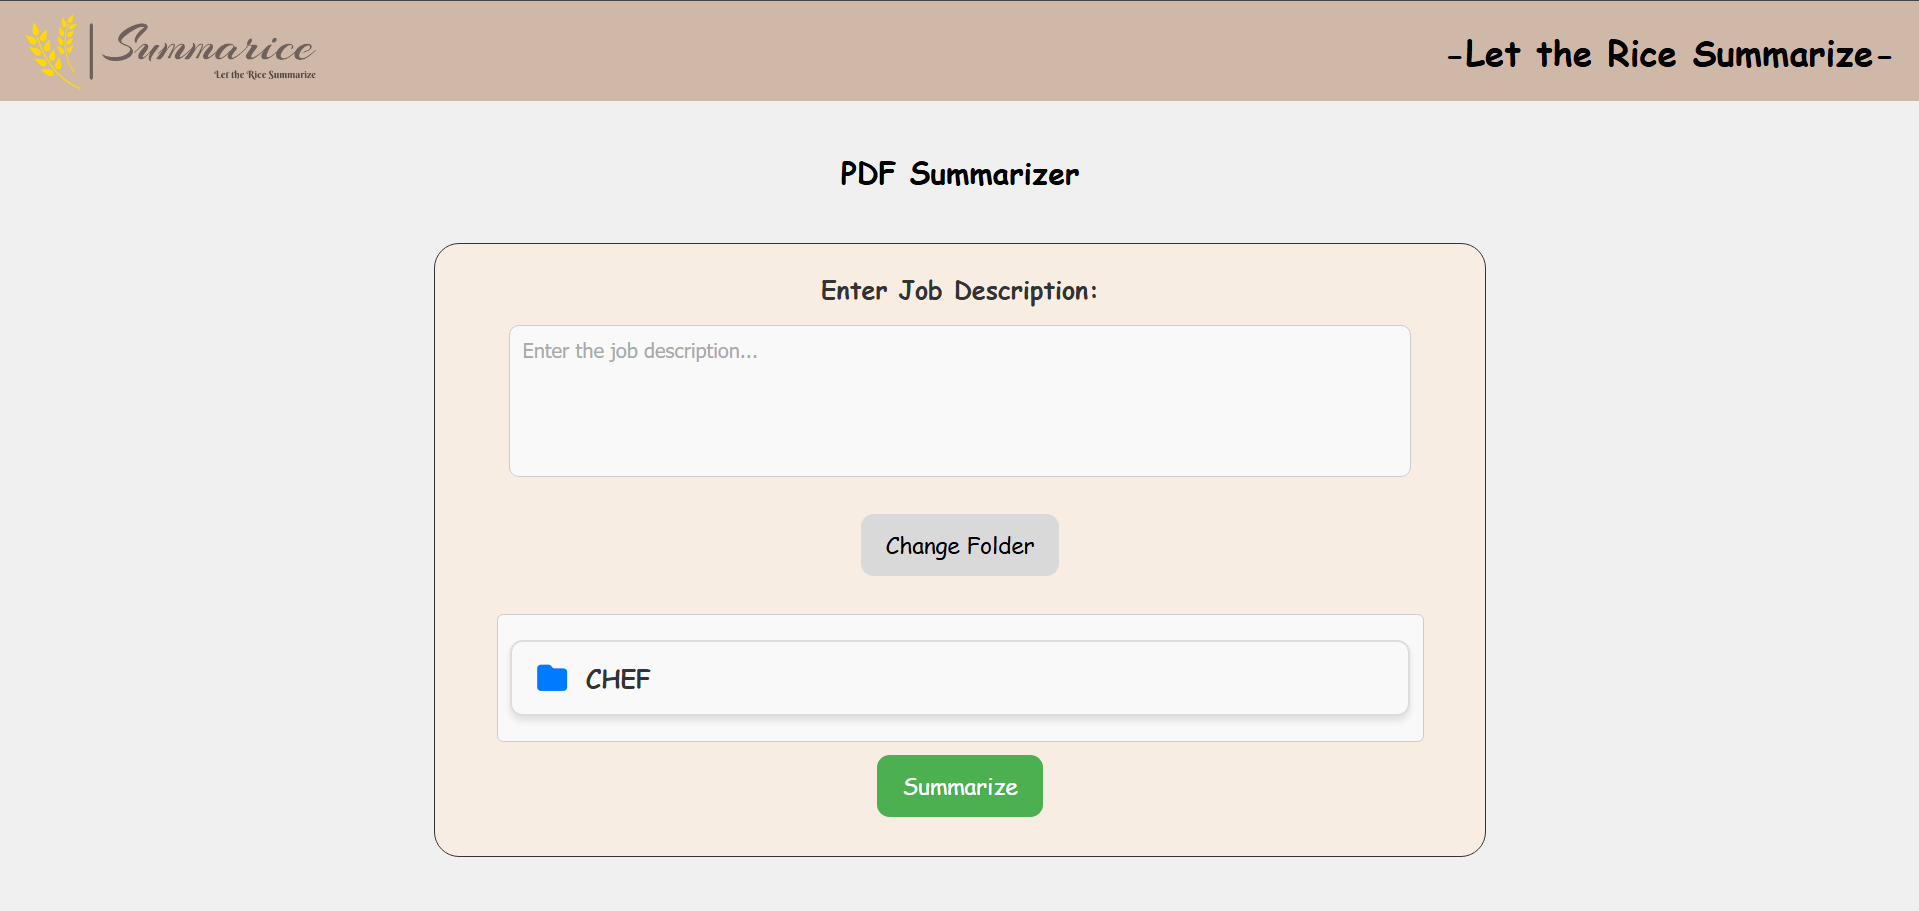 Summarice
Let the Rice Summarize
-Let the Rice Summarize-
PDF Summarizer
Enter Job Description:
Enter the job description...
Change Folder
CHEF
Summarize